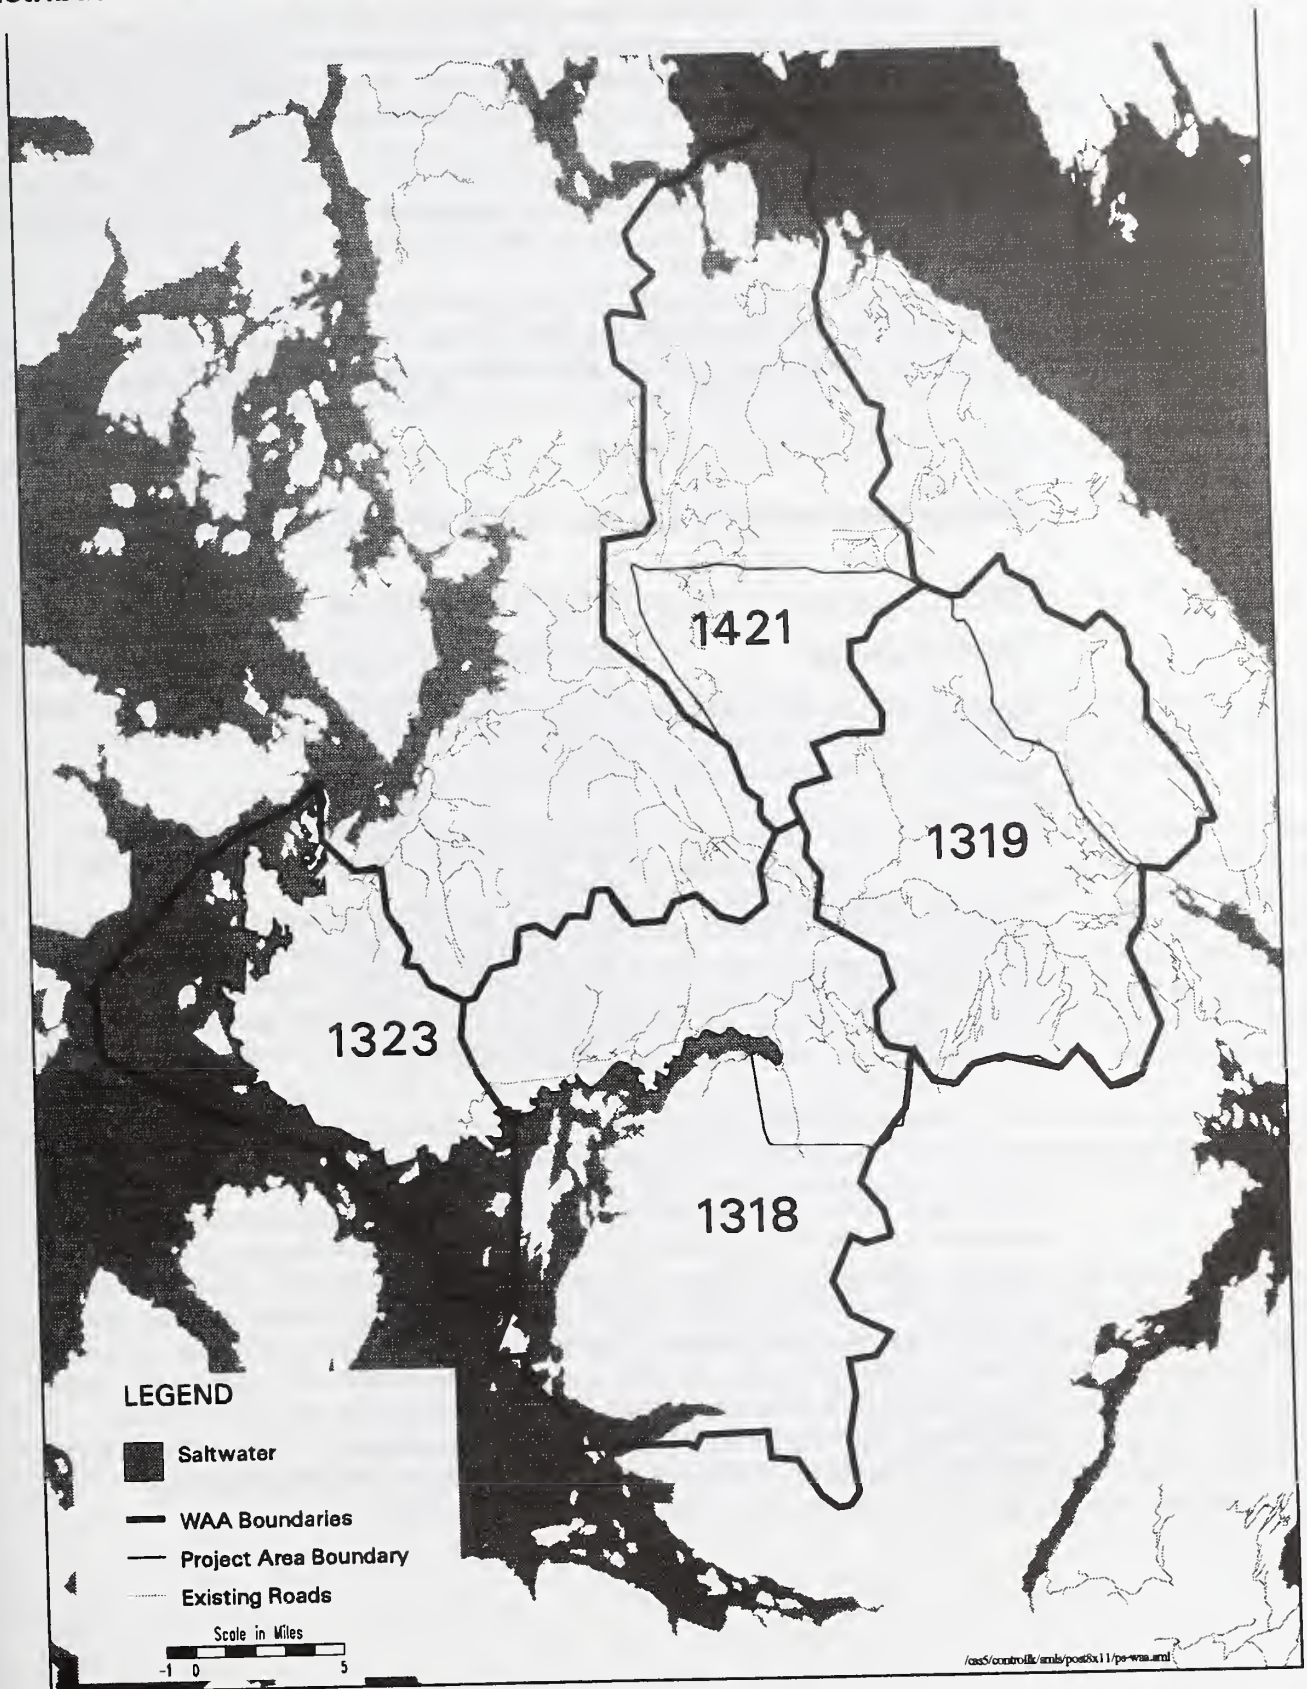 1421
1319
1323
1318
LEGEND
Saltwater
WAA Boundaries
Project Area Boundary
Existing Roads
Scale in Miles
-1 0 5